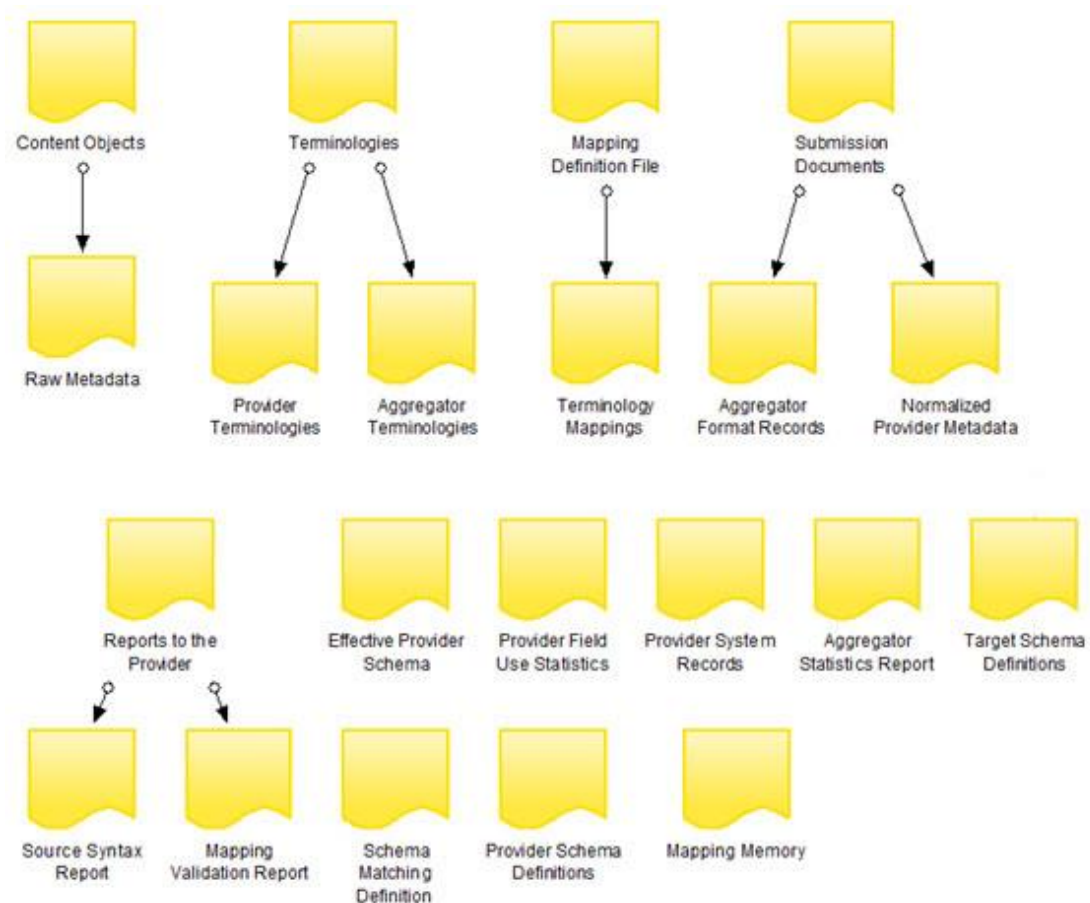 Content Objects
Terminologies
Mapping
Definition File
Submission
Documents
Raw Metadata
Provider
Terminologies
Aggregator
Terminologies
Terminology
Mappings
Aggregator
Format Records
Normalized
Provider Metadata
Reports to the
Provider
Effective Provider
Schema
Provider Field
Use Statistics
Provider System
Records
Aggregator
Statistics Report
Target Schema
Definitions
Source Syntax
Report
Mapping
Validation Report
Schema
Matching
Definition
Provider Schema
Definitions
Mapping Memory